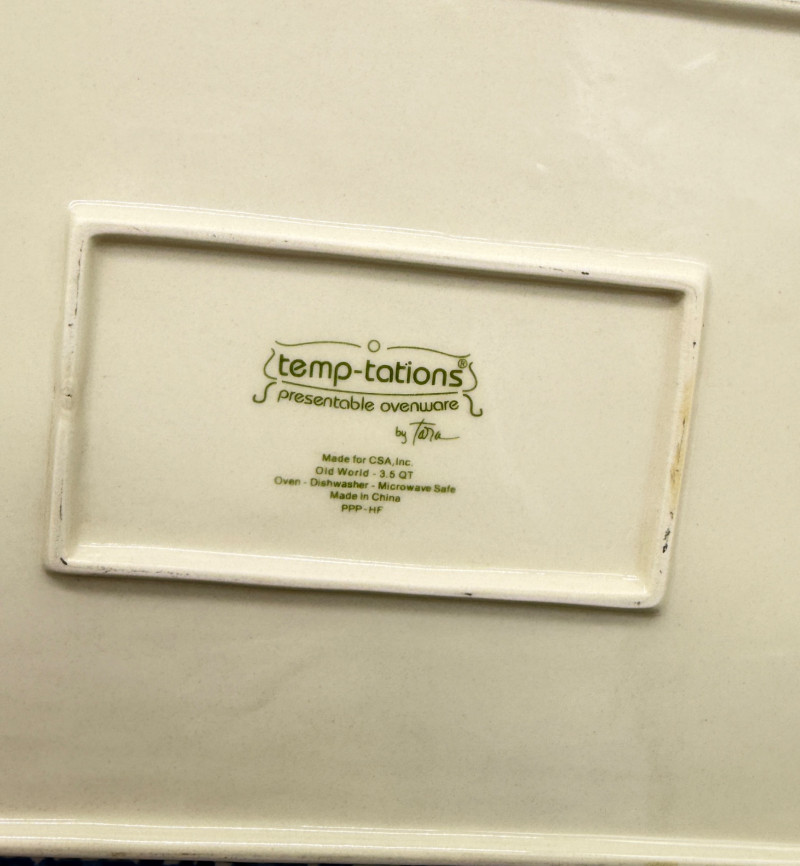 temp-tations®
presentable ovenware
by Tara
Made for CSA, Inc.
Old World - 3.5 QT
Oven - Dishwasher - Microwave Safe
Made in China
PPP - HF